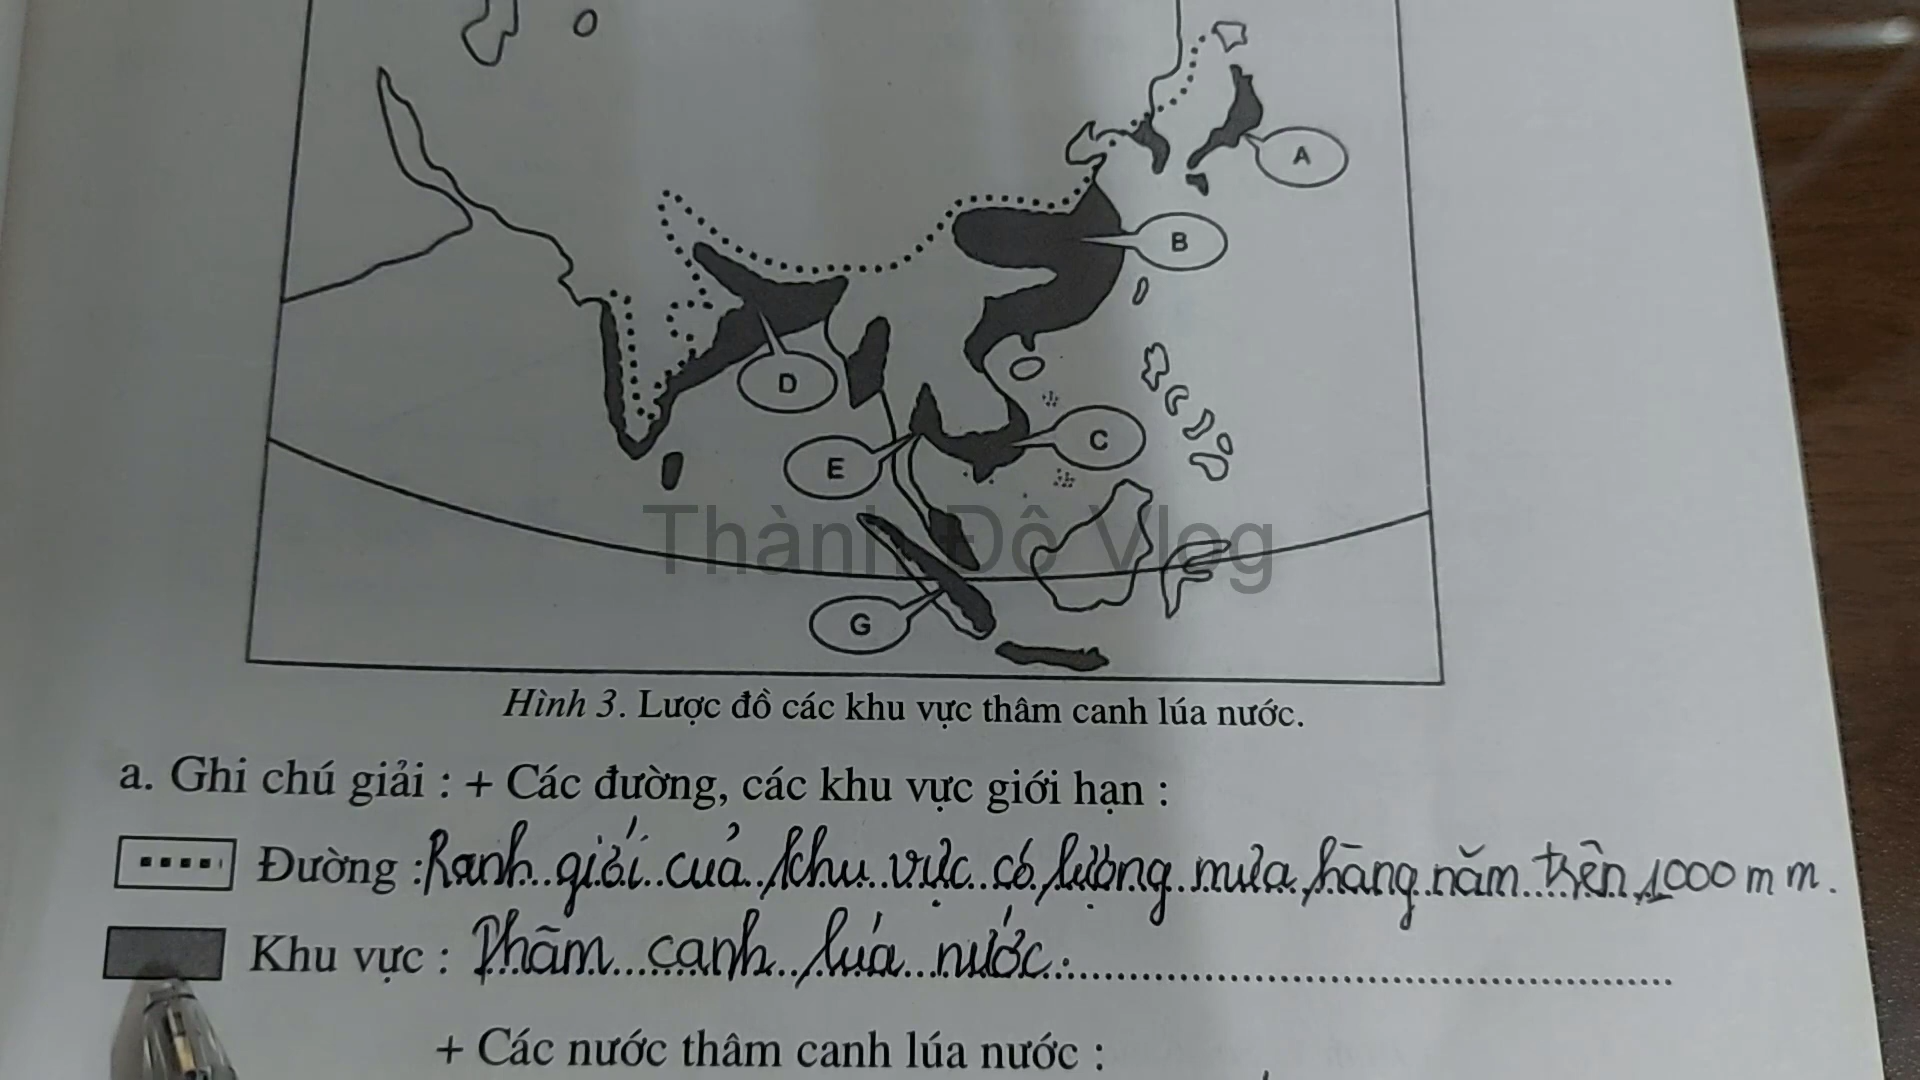 A
B
D
C
E
Thành Đô Vlog
G
Hình 3. Lược đồ các khu vực thâm canh lúa nước.
a. Ghi chú giải : + Các đường, các khu vực giới hạn :
Đường : Ranh giới của khu vực có lượng mưa hàng năm trên 1000 mm.
Khu vực : Thâm canh lúa nước.
+ Các nước thâm canh lúa nước :